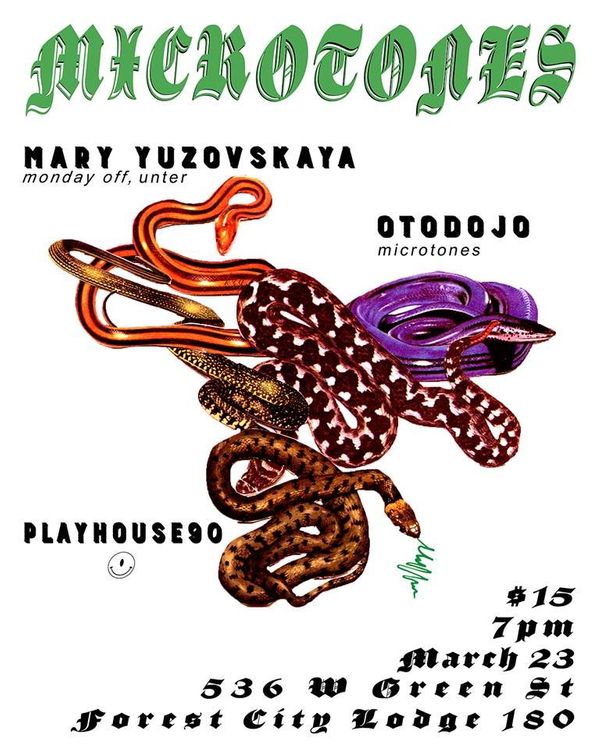 MICROTONES
MARY YUZOVSKAYA
monday off, unter
OTODOJO
microtones
PLAYHOUSE90
$15
7pm
March 23
536 W Green St
Forest City Lodge 180